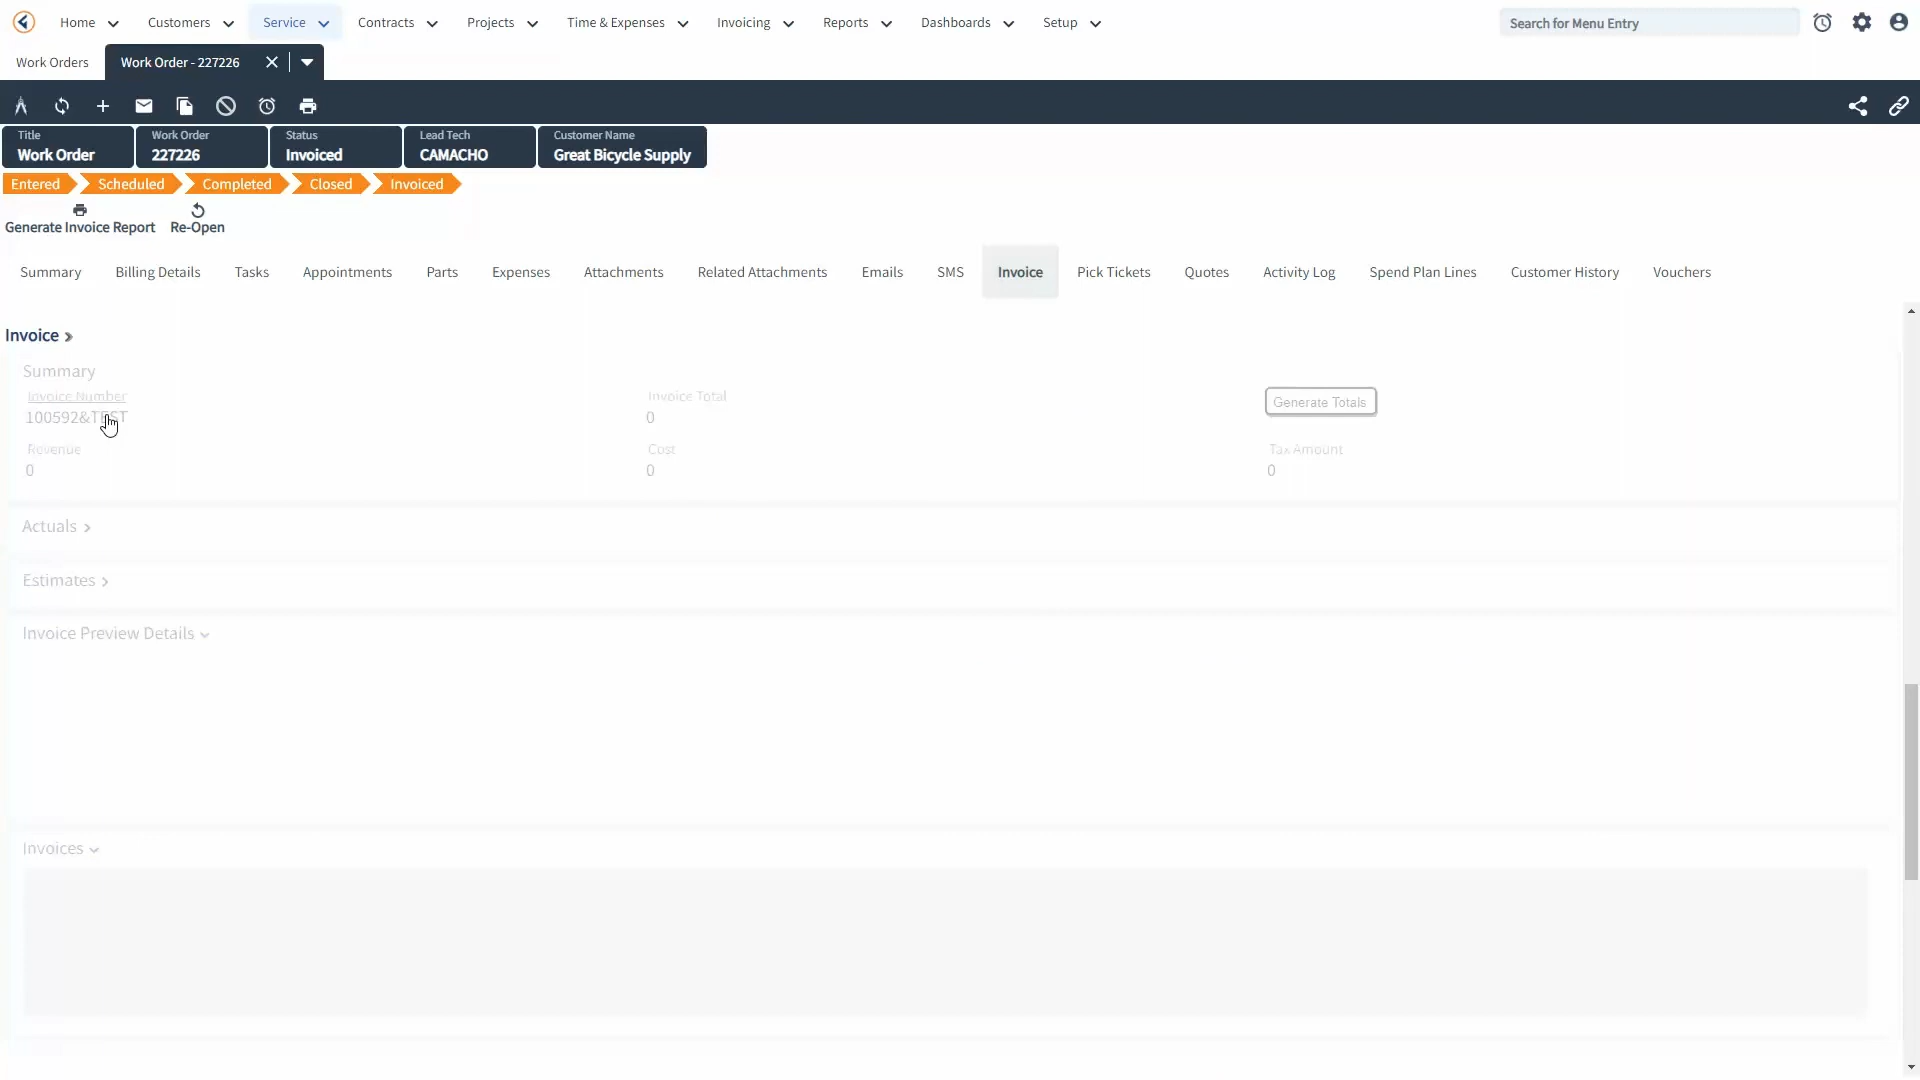 Home Customers Service Contracts Projects Time & Expenses Invoicing Reports Dashboards Setup Search for Menu Entry
Work Orders Work Order - 227226
Title Work Order Status Lead Tech Customer Name
Work Order 227226 Invoiced CAMACHO Great Bicycle Supply
Entered Scheduled Completed Closed Invoiced
Generate Invoice Report Re-Open
Summary Billing Details Tasks Appointments Parts Expenses Attachments Related Attachments Emails SMS Invoice Pick Tickets Quotes Activity Log Spend Plan Lines Customer History Vouchers
Invoice
Summary
Invoice Number Invoice Total Generate Totals
100592&TEST 0
Revenue Cost Tax Amount
0 0 0
Actuals
Estimates
Invoice Preview Details
Invoices